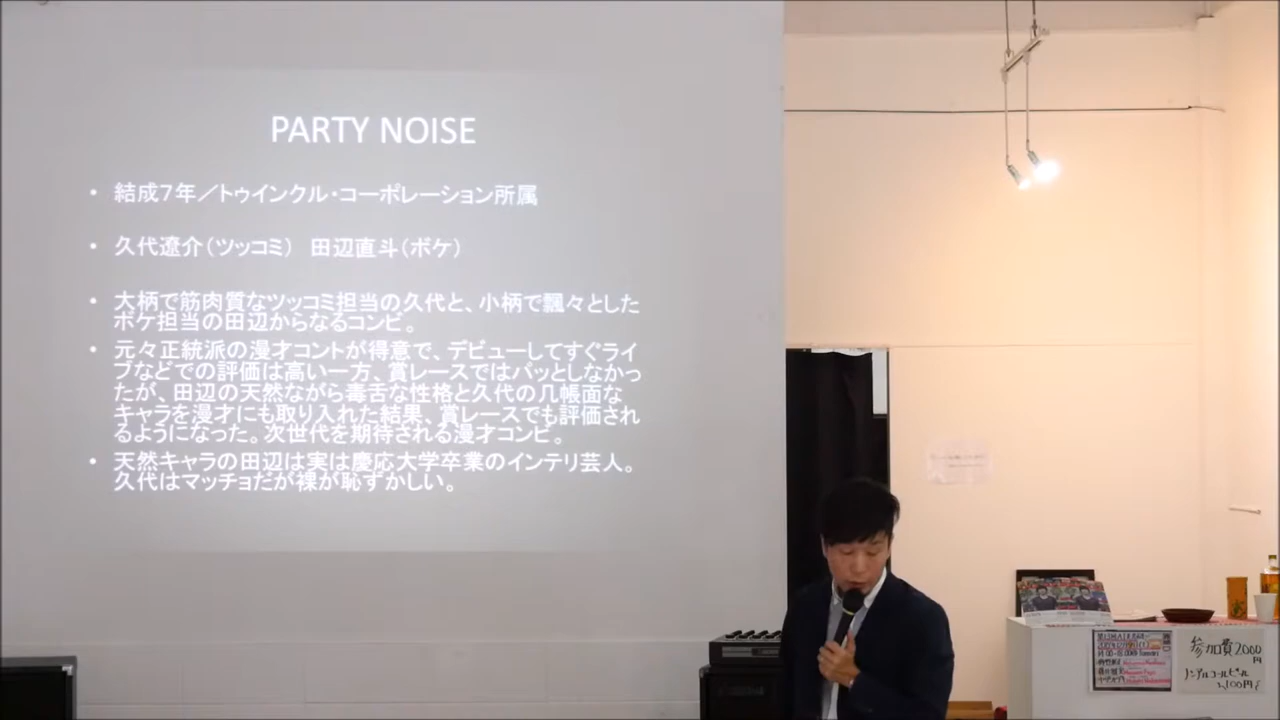 PARTY NOISE
• 結成7年／トゥインクル・コーポレーション所属
• 久代遼介（ツッコミ） 田辺直斗（ボケ）
• 大柄で筋肉質なツッコミ担当の久代と、小柄で飄々とした
ボケ担当の田辺からなるコンビ。
• 元々正統派の漫才コントが得意で、デビューしてすぐライ
ブなどでの評価は高い一方、賞レースではパッとしなかっ
たが、田辺の天然ながら毒舌な性格と久代の几帳面な
キャラを漫才にも取り入れた結果、賞レースでも評価され
るようになった。次世代を期待される漫才コンビ。
• 天然キャラの田辺は実は慶応大学卒業のインテリ芸人。
久代はマッチョだが裸が恥ずかしい。
参加費2000
円
ノンアルコールビール